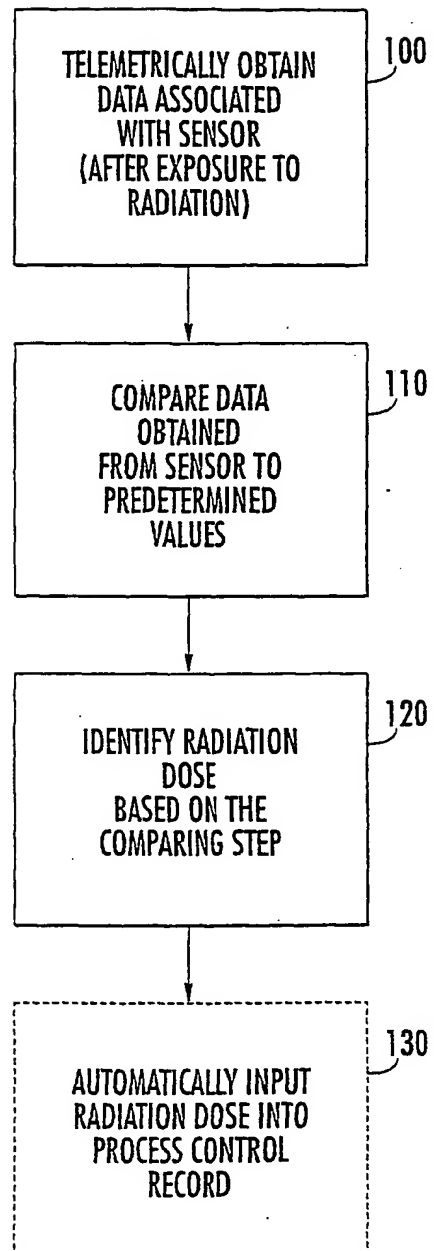 TELEMETRICALLY OBTAIN
DATA ASSOCIATED
WITH SENSOR
(AFTER EXPOSURE TO
RADIATION)
100
COMPARE DATA
OBTAINED
FROM SENSOR TO
PREDETERMINED
VALUES
110
IDENTIFY RADIATION
DOSE
BASED ON THE
COMPARING STEP
120
AUTOMATICALLY INPUT
RADIATION DOSE INTO
PROCESS CONTROL
RECORD
130